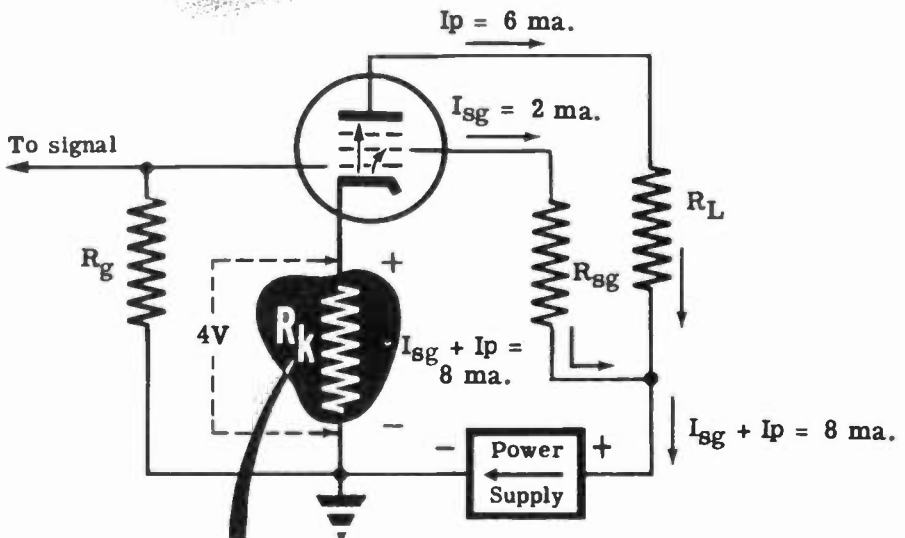 Ip = 6 ma.
Isg = 2 ma.
To signal
RL
Rg
Rsg
+
4V
Rk
Isg + Ip =
8 ma.
-
Isg + Ip = 8 ma.
- Power +
Supply